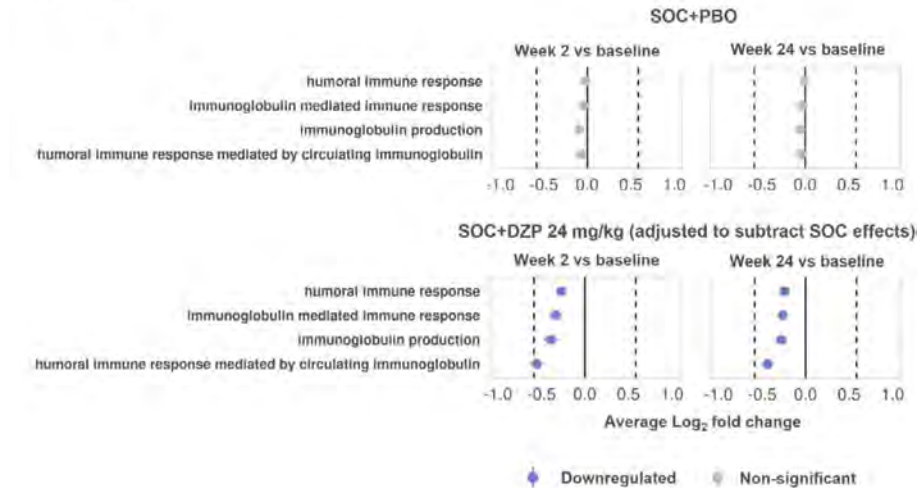 SOC+PBO
Week 2 vs baseline
Week 24 vs baseline
humoral immune response
immunoglobulin mediated immune response
immunoglobulin production
humoral immune response mediated by circulating immunoglobulin
-1.0 -0.5 0.0 0.5 1.0
-1.0 -0.5 0.0 0.5 1.0
SOC+DZP 24 mg/kg (adjusted to subtract SOC effects)
Week 2 vs baseline
Week 24 vs baseline
humoral immune response
immunoglobulin mediated immune response
immunoglobulin production
humoral immune response mediated by circulating immunoglobulin
-1.0 -0.5 0.0 0.5 1.0
-1.0 -0.5 0.0 0.5 1.0
Average Log₂ fold change
Downregulated
Non-significant